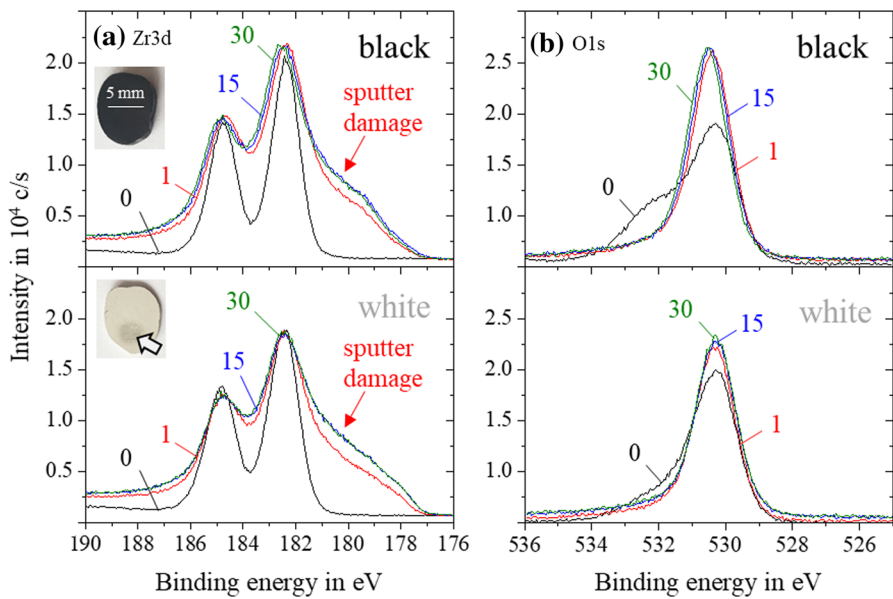 (a) Zr3d
black
30
15
sputter
damage
5 mm
0
1
2.0
1.5
1.0
0.5
white
30
15
sputter
damage
0
1
2.0
1.5
1.0
0.5
190 188 186 184 182 180 178 176
Binding energy in eV
Intensity in 10⁴ c/s
(b) O1s
black
30
15
0
1
2.5
2.0
1.5
1.0
white
30
15
0
1
2.5
2.0
1.5
1.0
536 534 532 530 528 526
Binding energy in eV